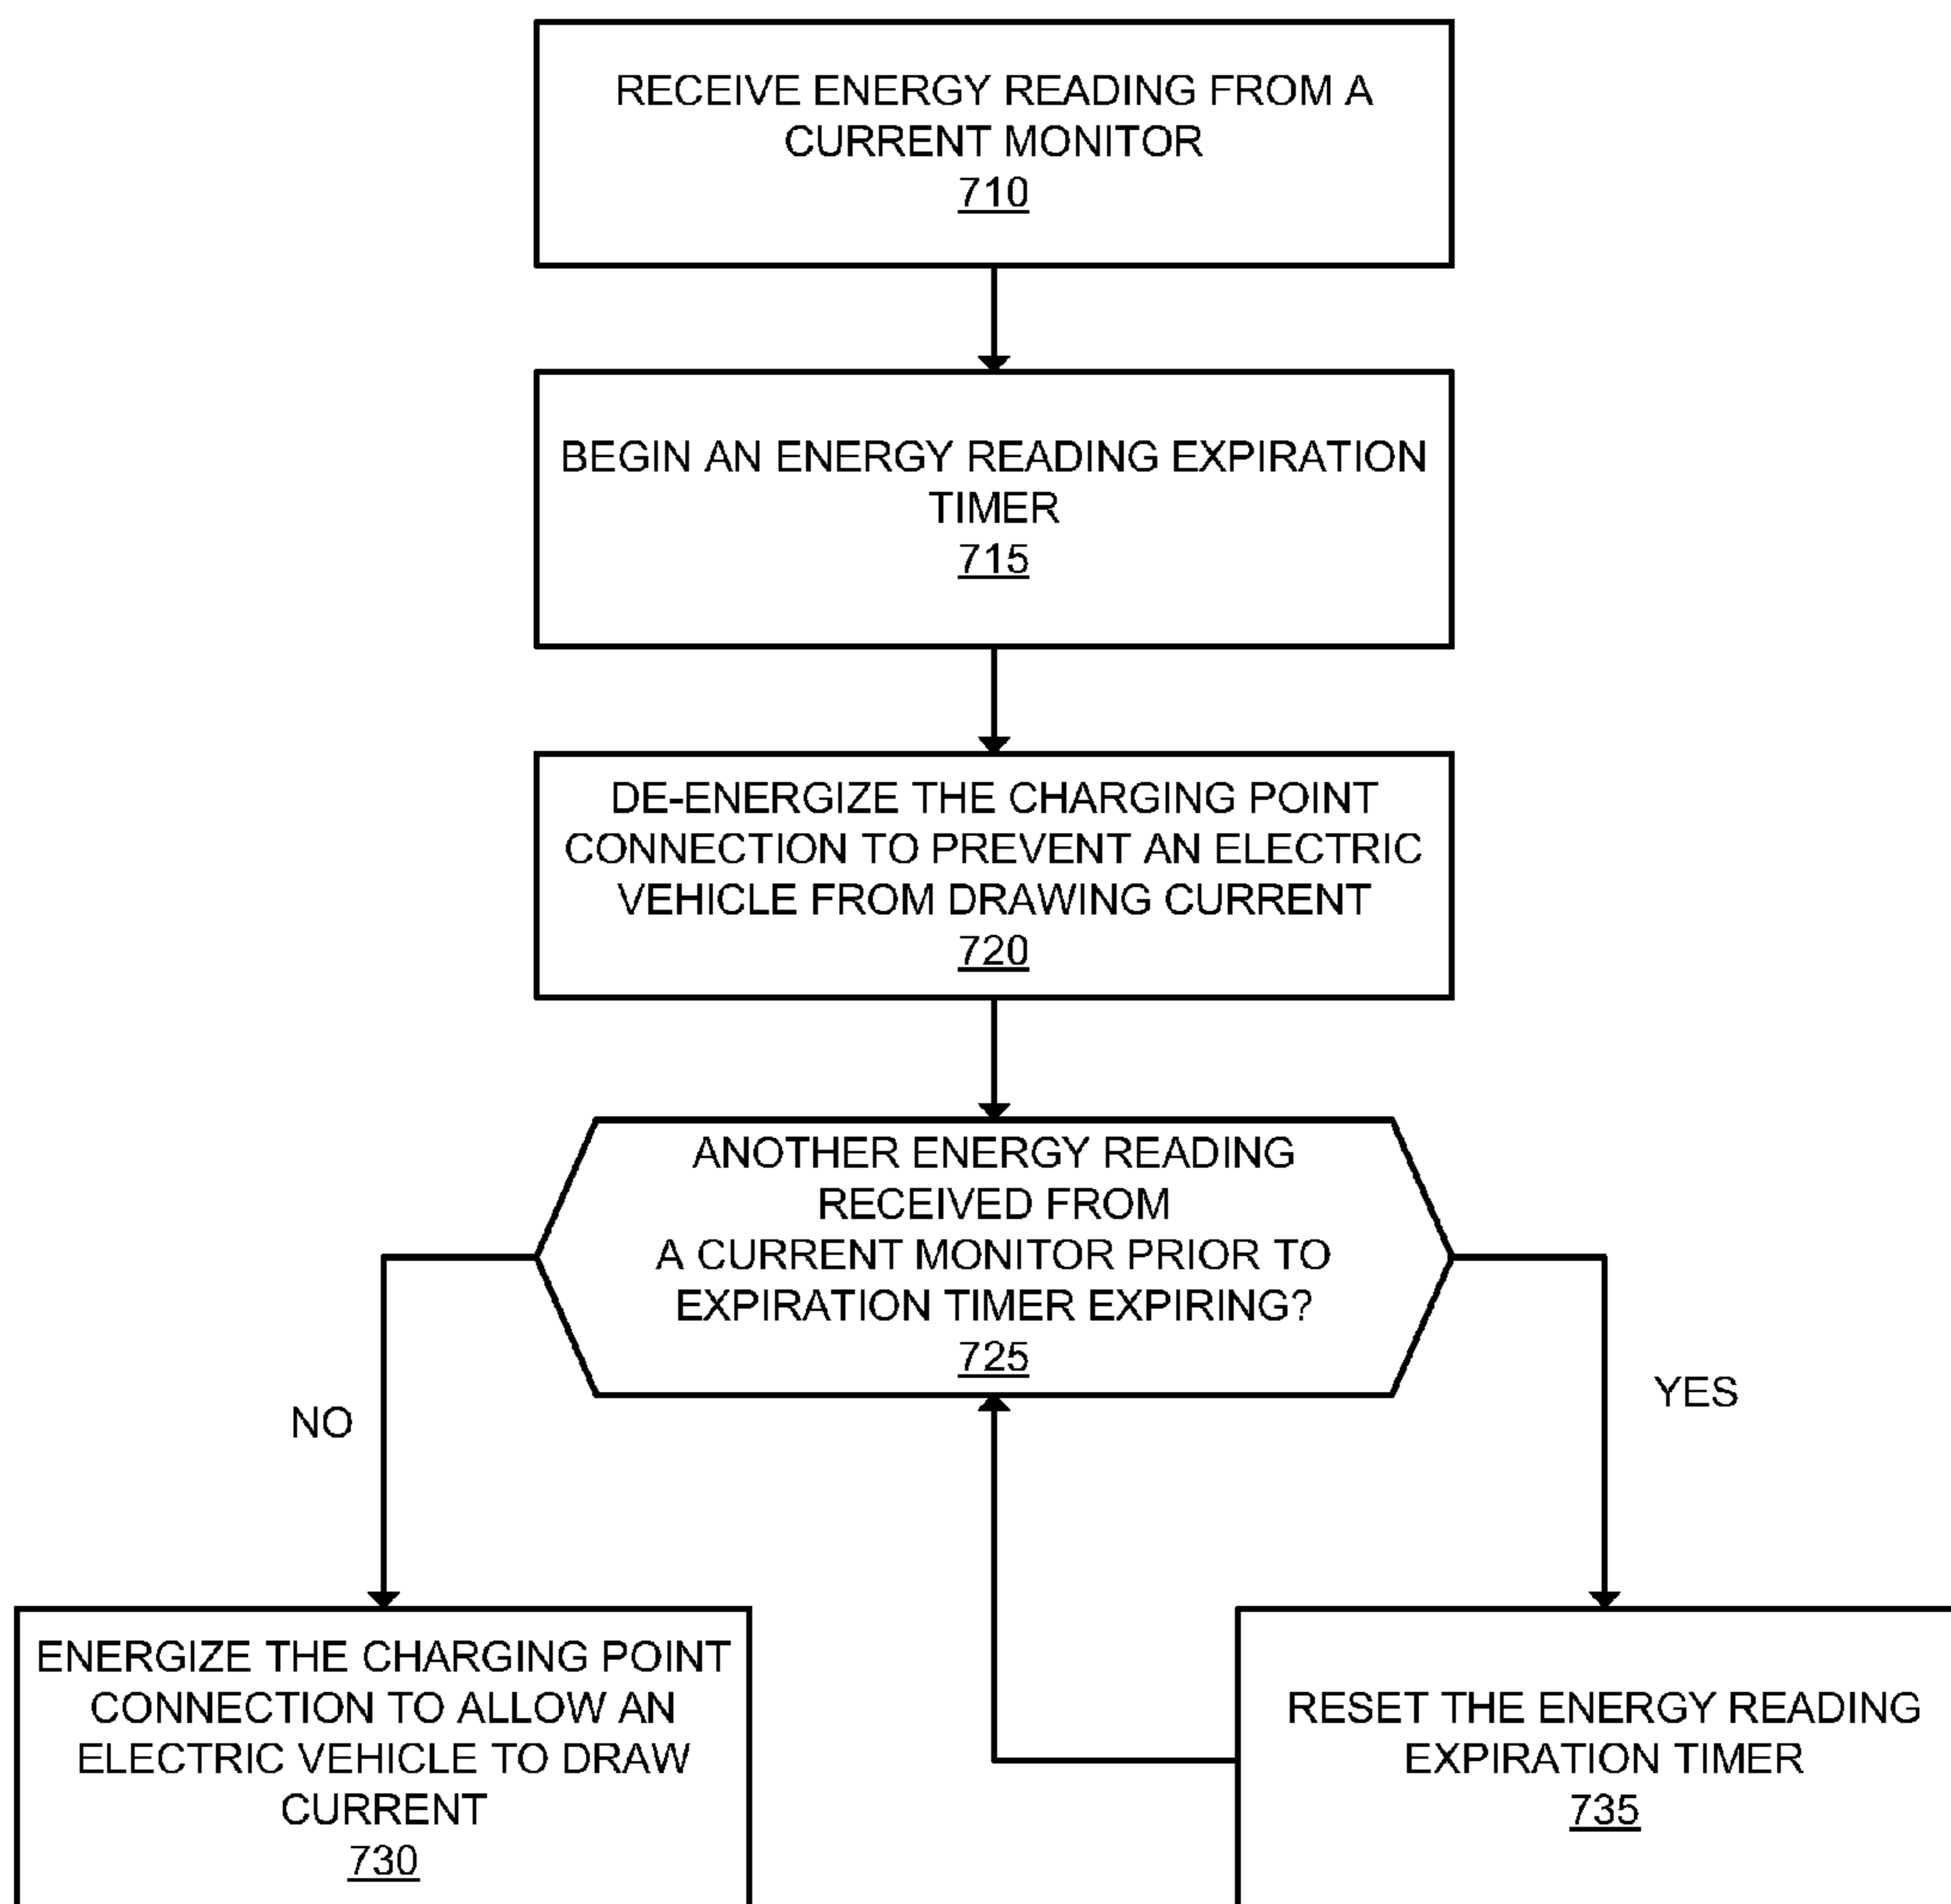 RECEIVE ENERGY READING FROM A
CURRENT MONITOR
710
BEGIN AN ENERGY READING EXPIRATION
TIMER
715
DE-ENERGIZE THE CHARGING POINT
CONNECTION TO PREVENT AN ELECTRIC
VEHICLE FROM DRAWING CURRENT
720
ANOTHER ENERGY READING
RECEIVED FROM
A CURRENT MONITOR PRIOR TO
EXPIRATION TIMER EXPIRING?
725
NO
YES
ENERGIZE THE CHARGING POINT
CONNECTION TO ALLOW AN
ELECTRIC VEHICLE TO DRAW
CURRENT
730
RESET THE ENERGY READING
EXPIRATION TIMER
735